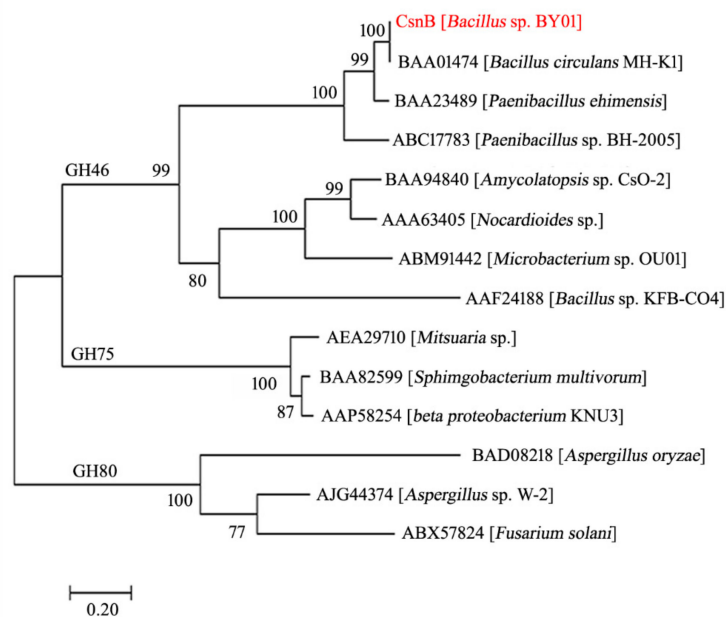 CsnB [Bacillus sp. BY01]
100
BAA01474 [Bacillus circulans MH-K1]
99
BAA23489 [Paenibacillus ehimensis]
100
ABC17783 [Paenibacillus sp. BH-2005]
GH46
99
BAA94840 [Amycolatopsis sp. CsO-2]
99
AAA63405 [Nocardioides sp.]
100
ABM91442 [Microbacterium sp. OU01]
80
AAF24188 [Bacillus sp. KFB-CO4]
AEA29710 [Mitsuaria sp.]
GH75
100
BAA82599 [Sphimgobacterium multivorum]
87
AAP58254 [beta proteobacterium KNU3]
BAD08218 [Aspergillus oryzae]
GH80
100
AJG44374 [Aspergillus sp. W-2]
77
ABX57824 [Fusarium solani]
0.20